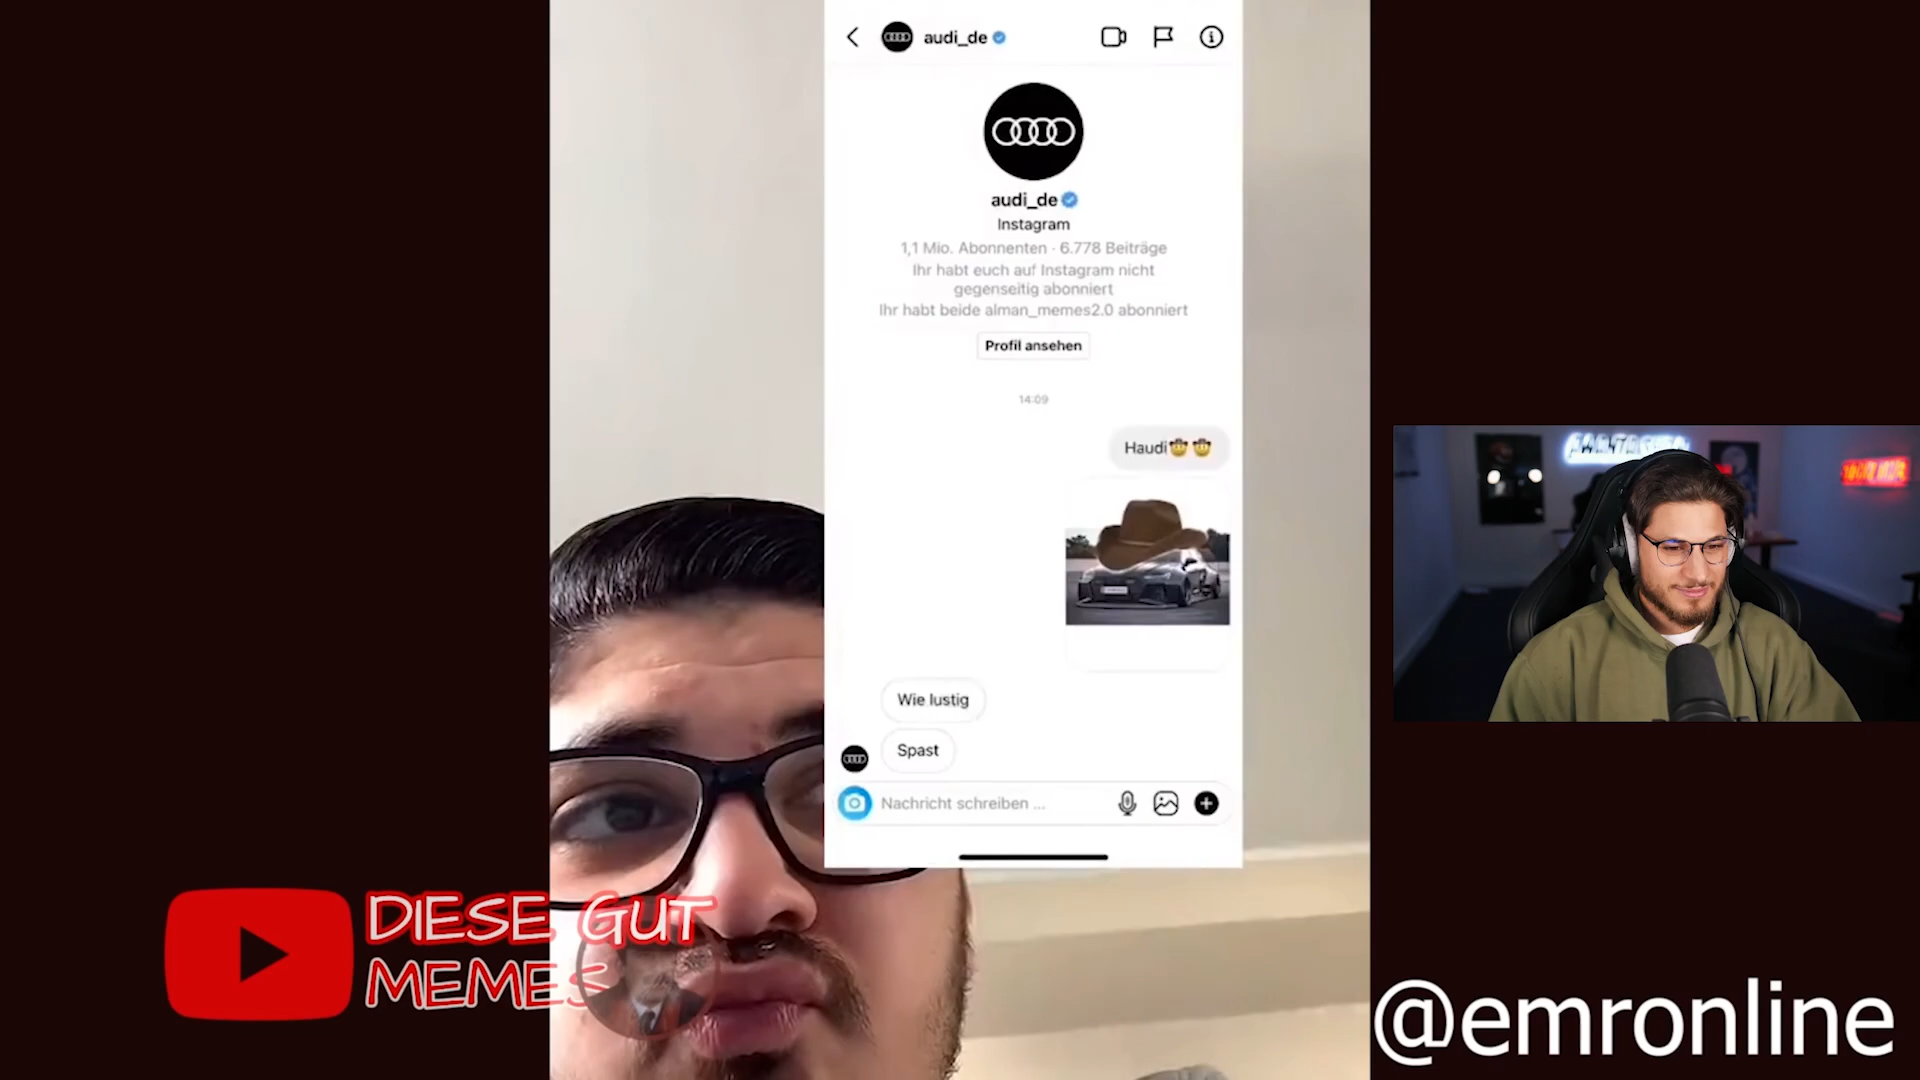 audi_de
audi_de
Instagram
1,1 Mio. Abonnenten · 6.778 Beiträge
Ihr habt euch auf Instagram nicht
gegenseitig abonniert
Ihr habt beide alman_memes2.0 abonniert
Profil ansehen
14:09
Haudi🤠🤠
Wie lustig
Spast
Nachricht schreiben ...
DIESE GUT
MEMES
@emronline